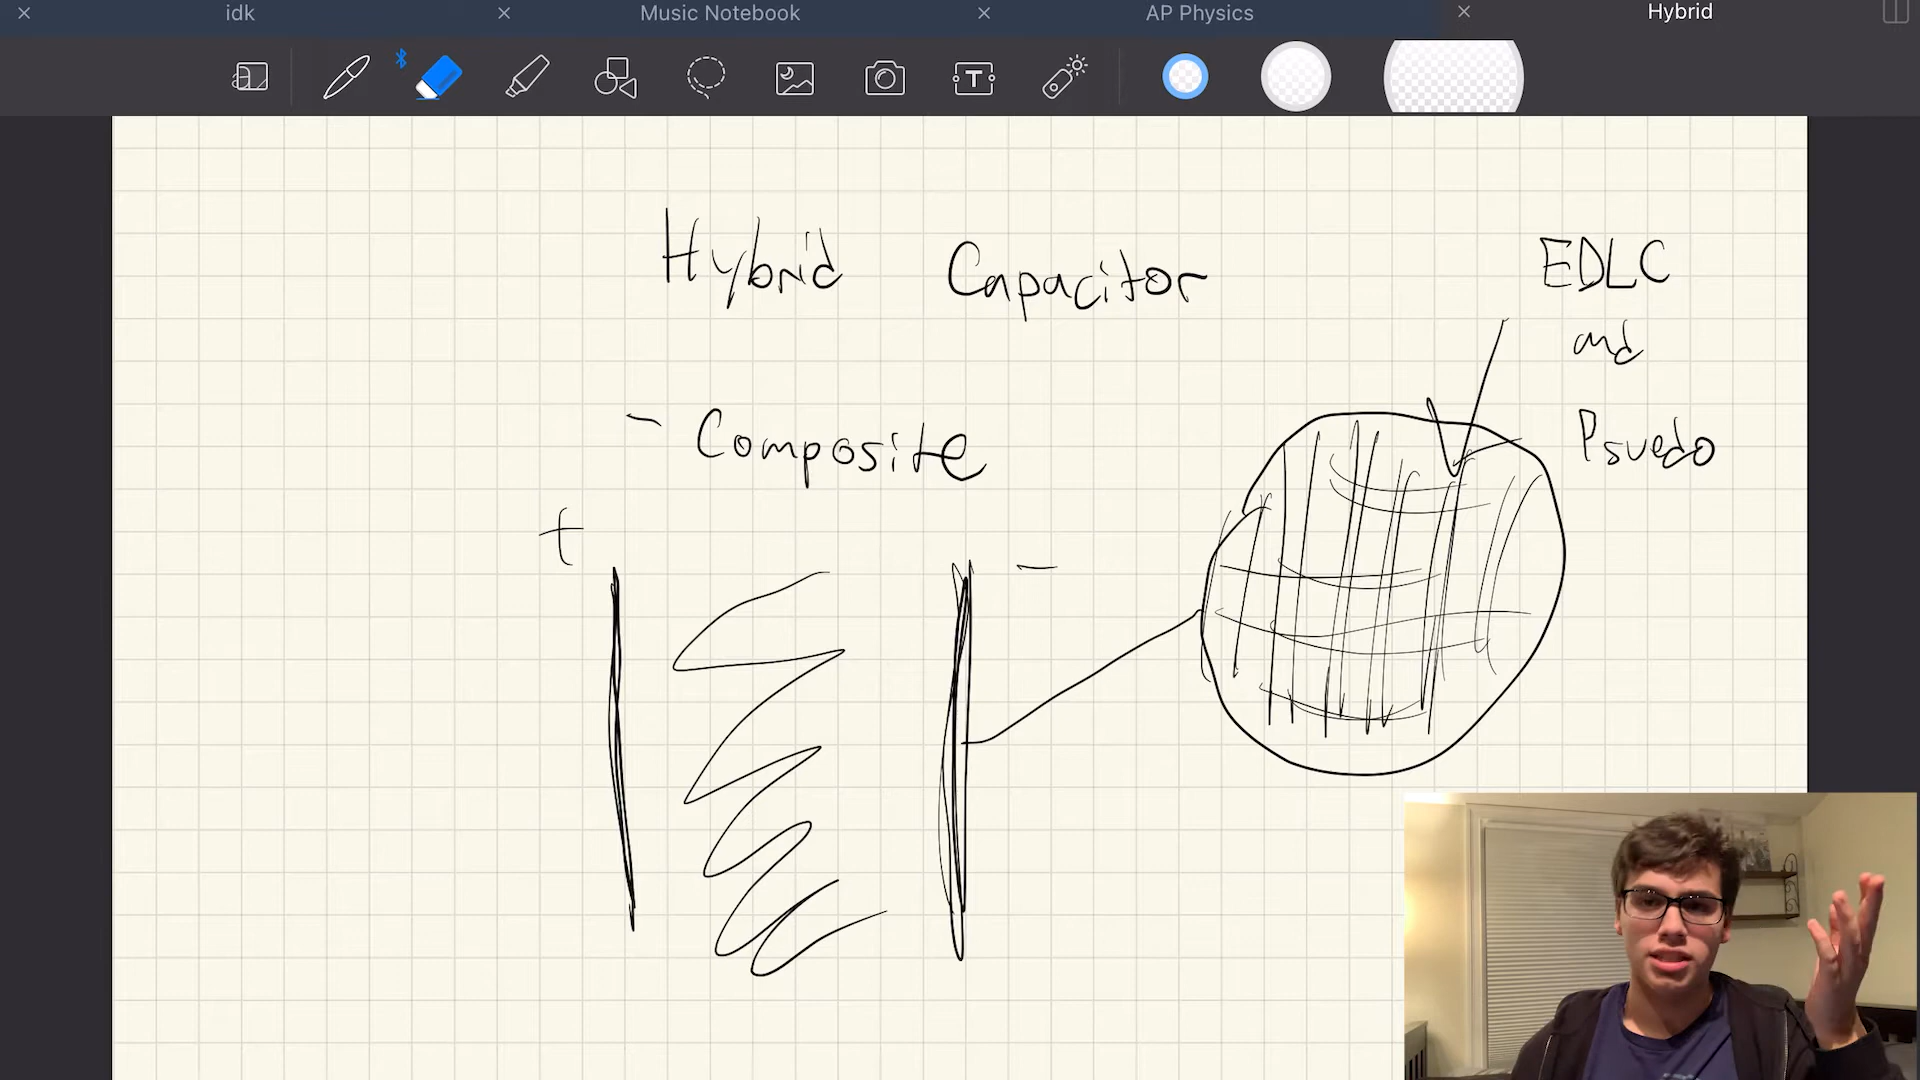 idk
Music Notebook
AP Physics
Hybrid
Hybrid Capacitor
EDLC
and
Psuedo
- Composite
+
-